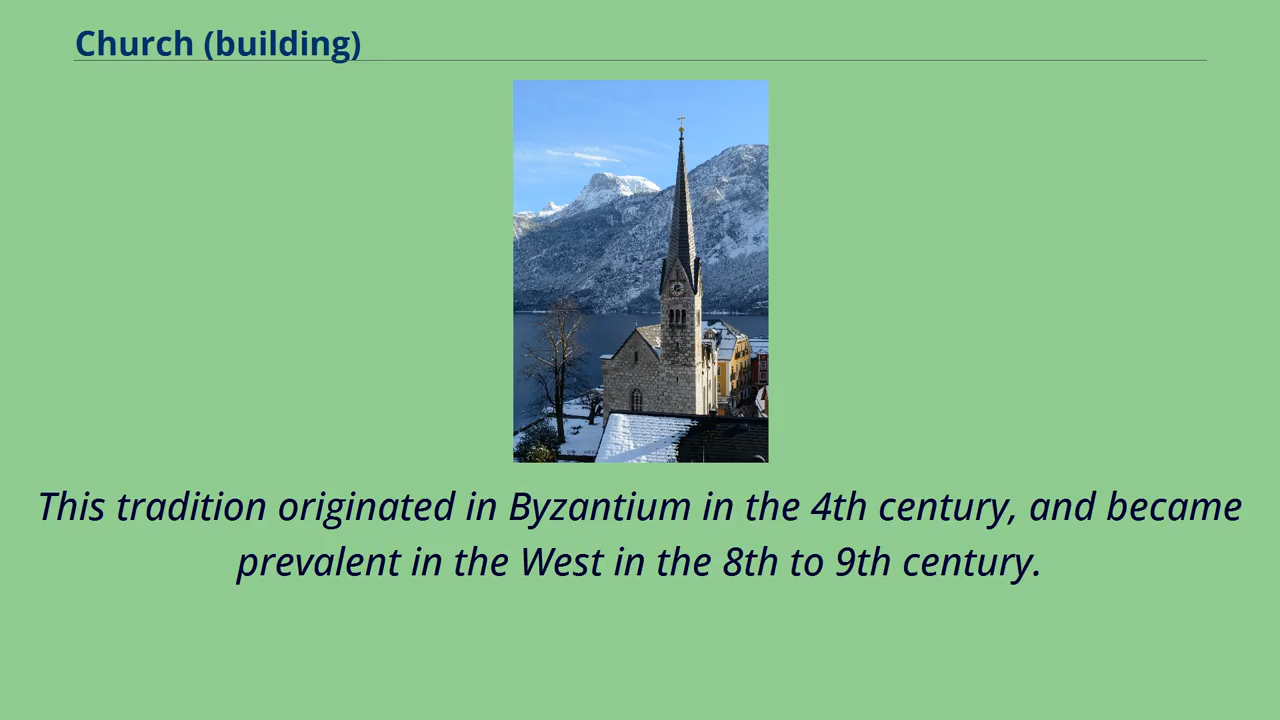 Church (building)
This tradition originated in Byzantium in the 4th century, and became
prevalent in the West in the 8th to 9th century.